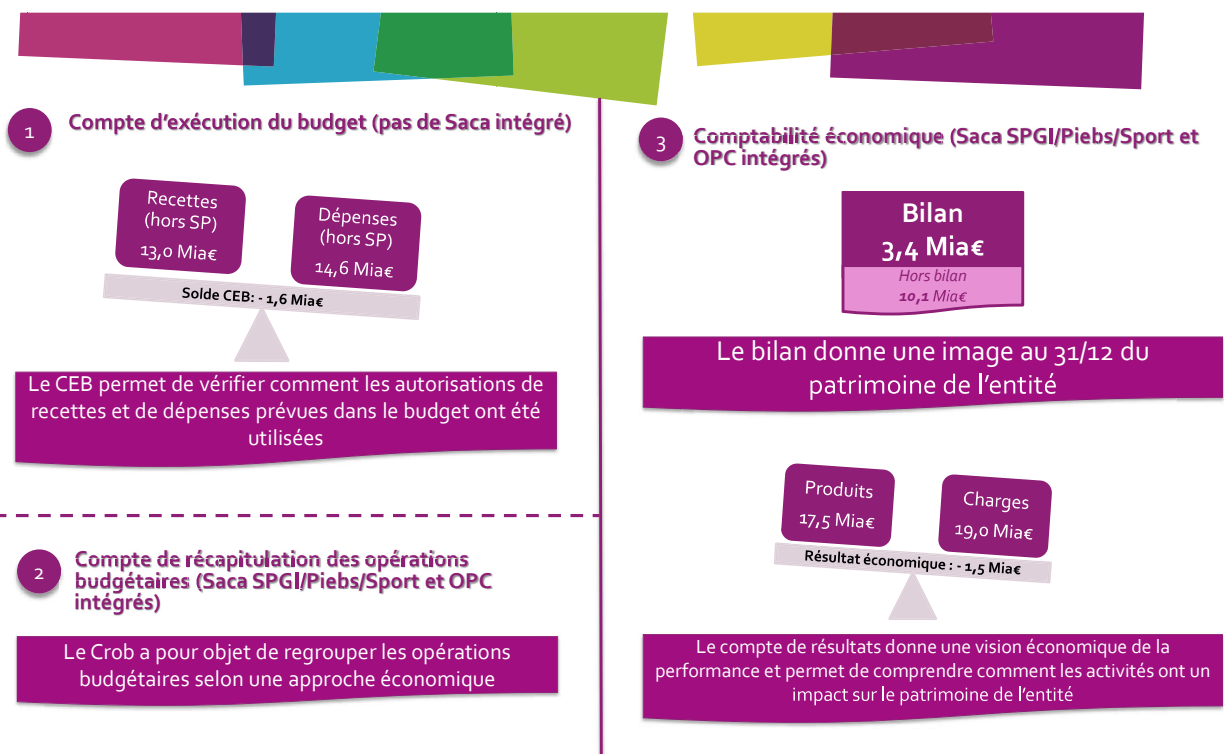 1
Compte d'exécution du budget (pas de Saca intégré)
Recettes
(hors SP)
13,0 Mia€
Dépenses
(hors SP)
14,6 Mia€
Solde CEB: - 1,6 Mia€
Le CEB permet de vérifier comment les autorisations de
recettes et de dépenses prévues dans le budget ont été
utilisées
2
Compte de récapitulation des opérations
budgétaires (Saca SPGI/Piebs/Sport et OPC
intégrés)
Le Crob a pour objet de regrouper les opérations
budgétaires selon une approche économique
3
Comptabilité économique (Saca SPGI/Piebs/Sport et
OPC intégrés)
Bilan
3,4 Mia€
Hors bilan
10,1 Mia€
Le bilan donne une image au 31/12 du
patrimoine de l'entité
Produits
17,5 Mia€
Charges
19,0 Mia€
Résultat économique : - 1,5 Mia€
Le compte de résultats donne une vision économique de la
performance et permet de comprendre comment les activités ont un
impact sur le patrimoine de l'entité